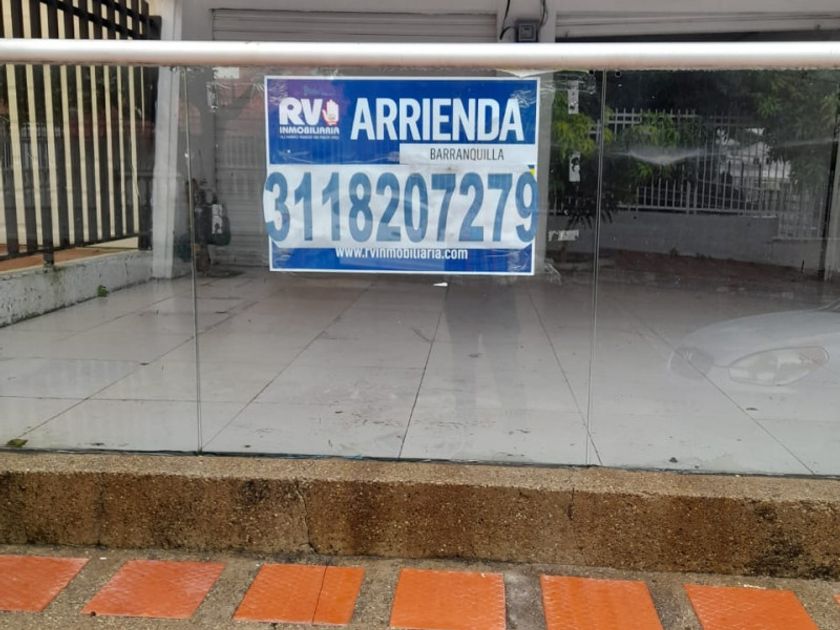 RV
INMOBILIARIA
ARRIENDA
BARRANQUILLA
3118207279
www.rvinmobiliaria.com